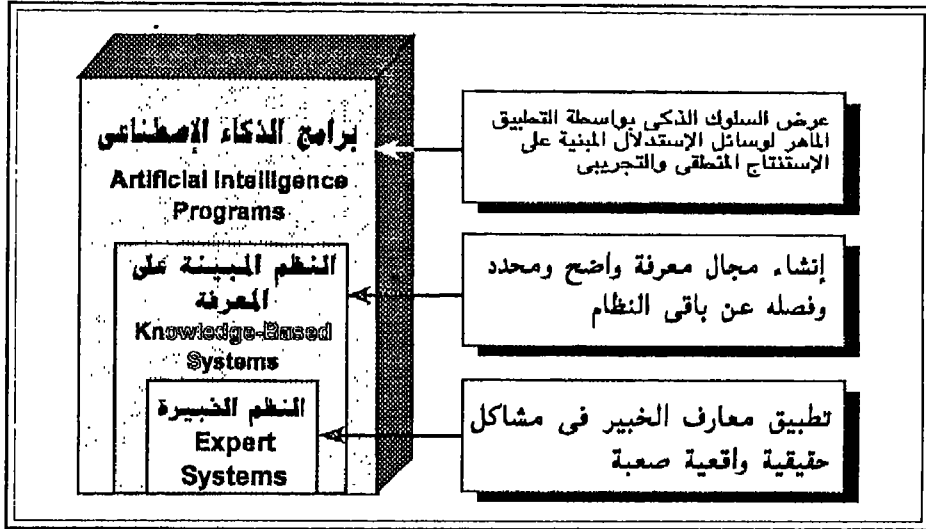 برامج الذكاء الإصطناعى
Artificial Intelligence
Programs
النظم المبينة على
المعرفة
Knowledge-Based
Systems
النظم الخبيرة
Expert
Systems
عرض السلوك الذكى بواسطة التطبيق
الماهر لوسائل الإستدلال المبنية على
الإستنتاج المنطقى والتجريبى
إنشاء مجال معرفة واضح ومحدد
وفصله عن باقى النظام
تطبيق معارف الخبير فى مشاكل
حقيقية واقعية صعبة